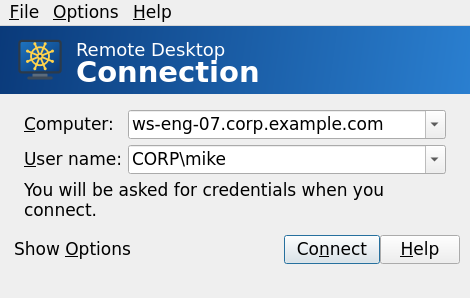 File Options Help
Remote Desktop
Connection
Computer: ws-eng-07.corp.example.com
User name: CORP\mike
You will be asked for credentials when you
connect.
Show Options Connect Help